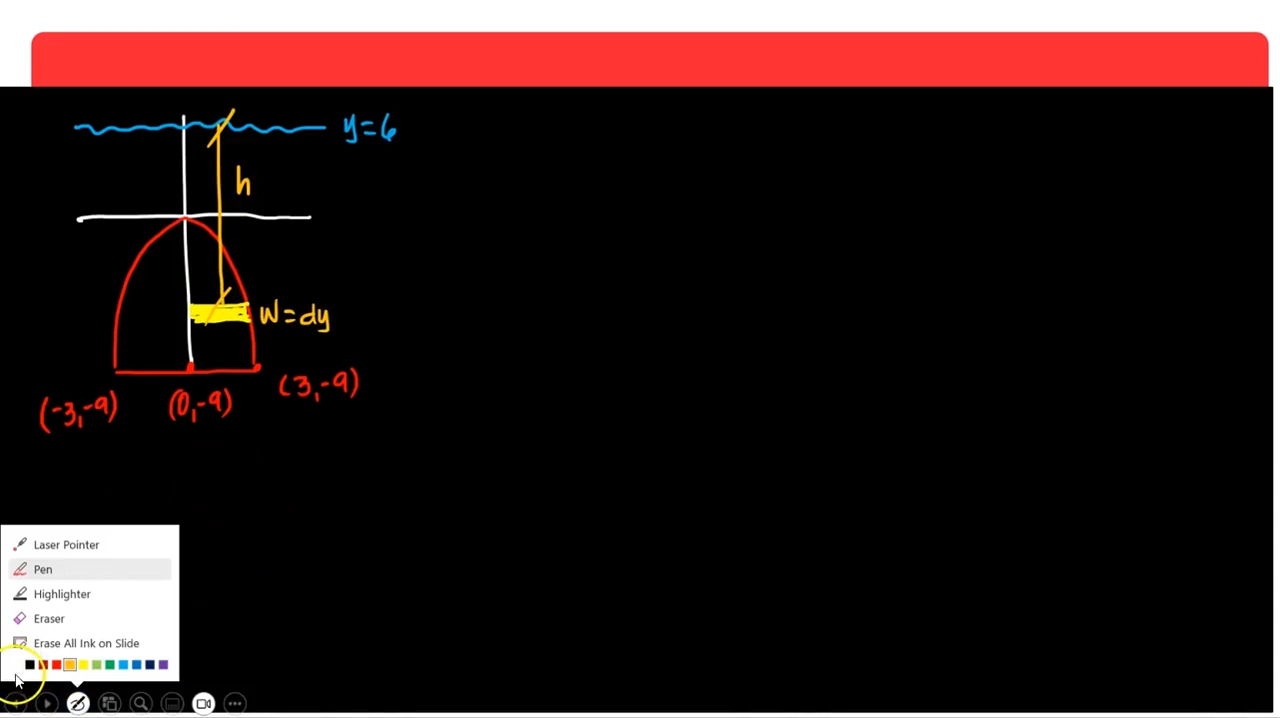 y=6
h
W=dy
(-3,-9) (0,-9) (3,-9)
Laser Pointer
Pen
Highlighter
Eraser
Erase All Ink on Slide